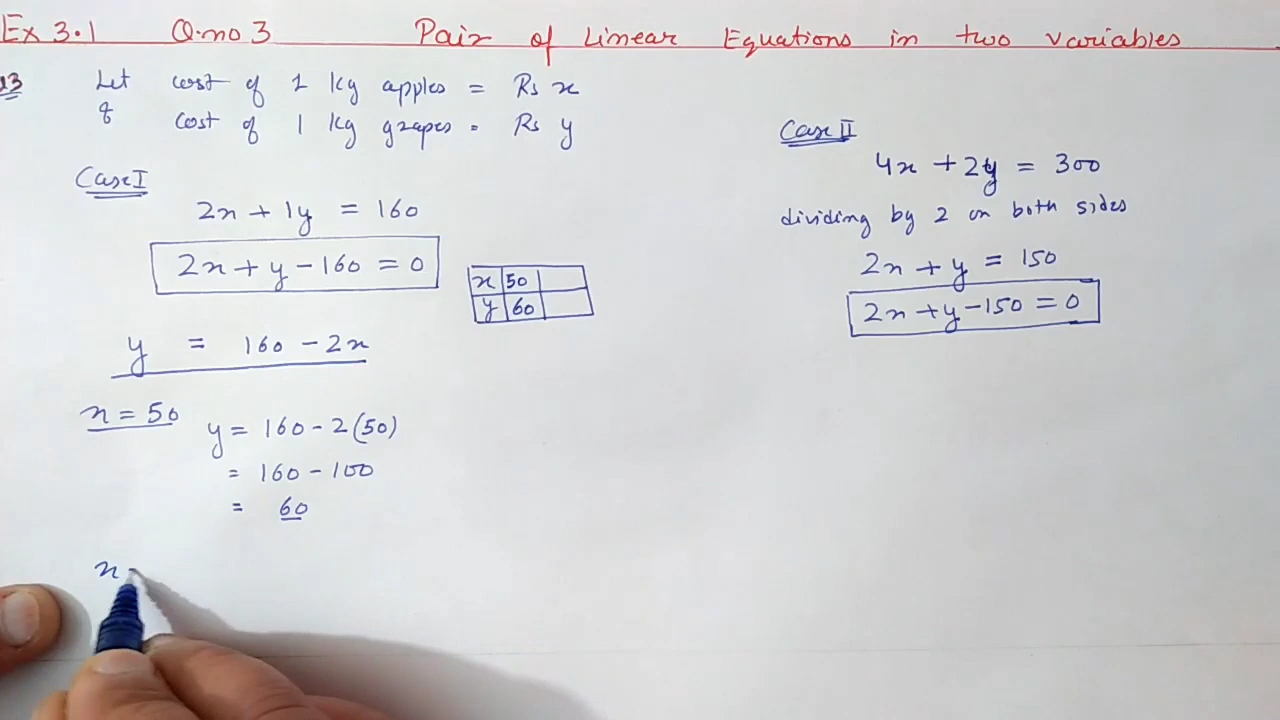 Ex 3.1 Q.no 3 Pair of Linear Equations in two variables
Let cost of 1 kg apples = Rs x
& cost of 1 kg grapes = Rs y
Case I
2x + 1y = 160
2x + y - 160 = 0
x 50
y 60
y = 160 - 2x
x = 50
y = 160 - 2(50)
= 160 - 100
= 60
x
Case II
4x + 2y = 300
dividing by 2 on both sides
2x + y = 150
2x + y - 150 = 0